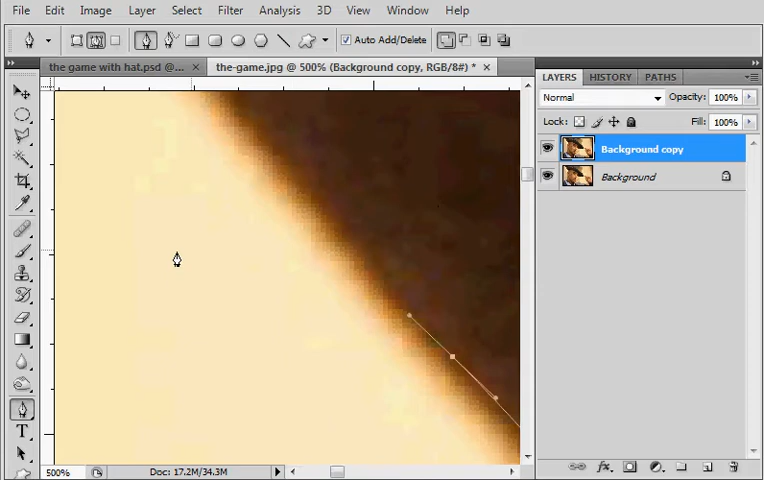 File Edit Image Layer Select Filter Analysis 3D View Window Help
Auto Add/Delete
the game with hat.psd @... × the-game.jpg @ 500% (Background copy, RGB/8#) * ×
LAYERS HISTORY PATHS
Normal Opacity: 100%
Lock: Fill: 100%
Background copy
Background
T
500% Doc: 17.2M/34.3M
fx.